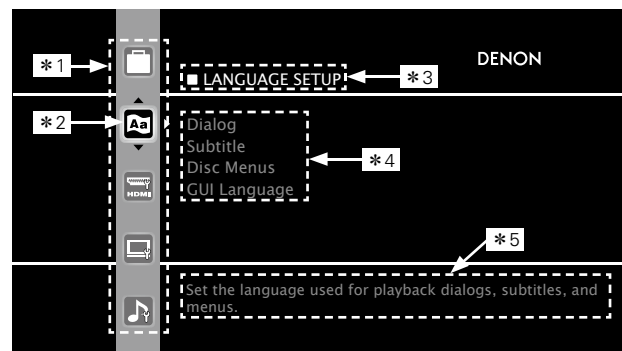 DENON
✻1
■ LANGUAGE SETUP
✻3
✻2
Aa
Dialog
Subtitle
Disc Menus
GUI Language
✻4
HDMI
✻5
Set the language used for playback dialogs, subtitles, and
menus.